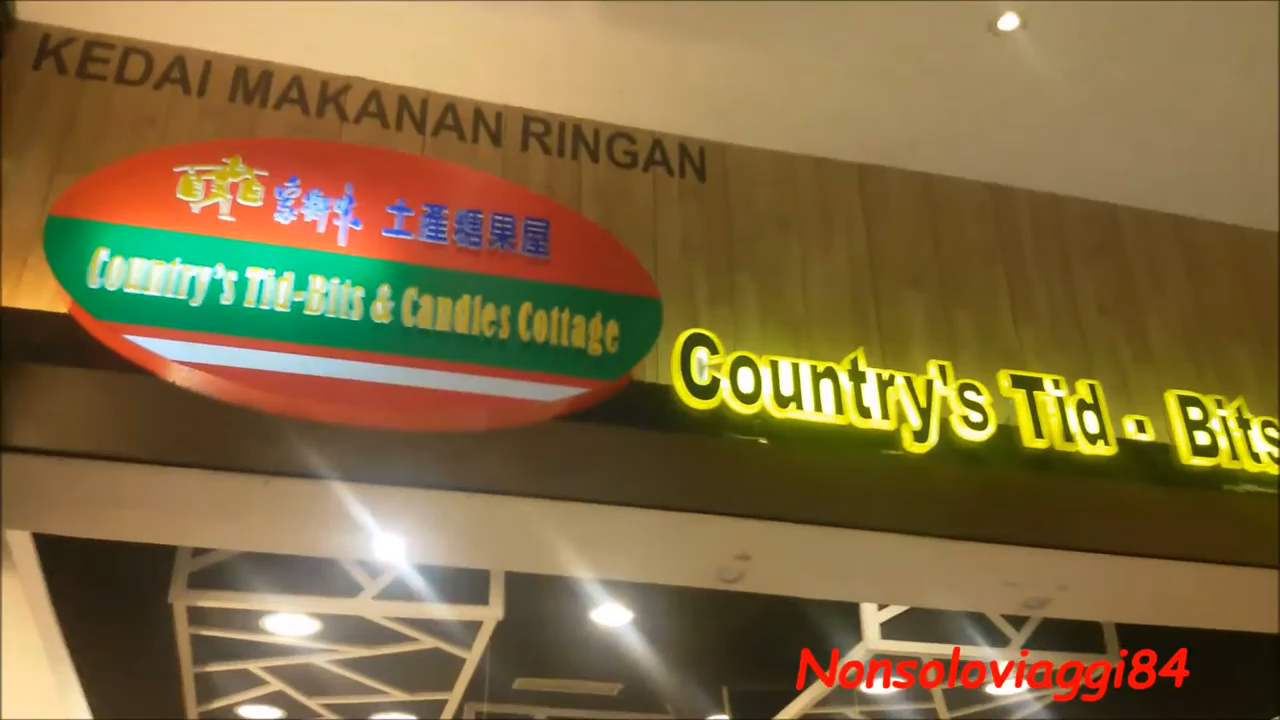 KEDAI MAKANAN RINGAN
土產糖果屋
Country's Tid-Bits & Candies Cottage
Country's Tid - Bits
Nonsoloviaggi84